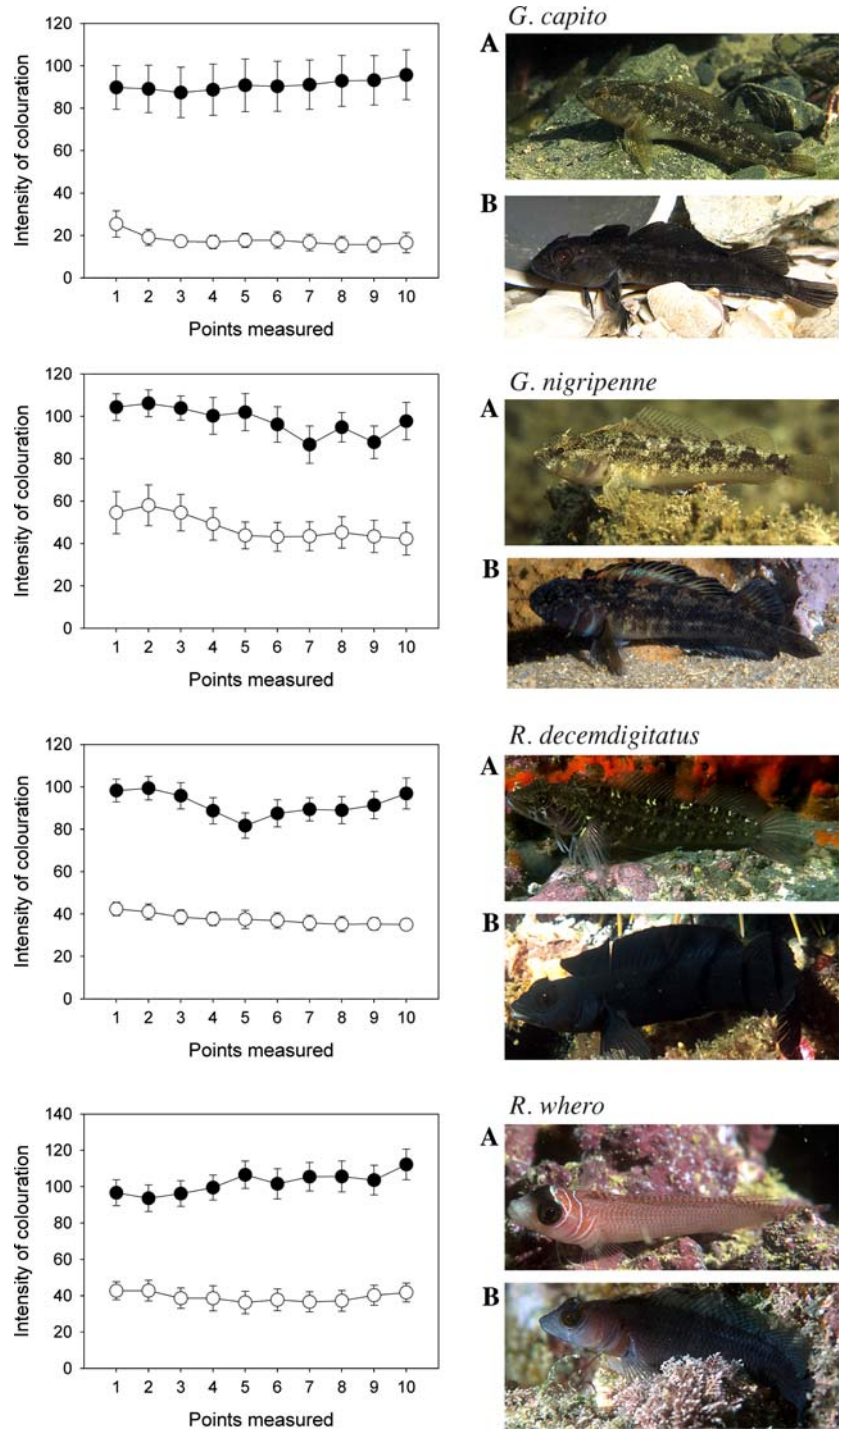 G. capito
120
100
80
60
40
20
0
Intensity of colouration
1 2 3 4 5 6 7 8 9 10
Points measured
A
B
G. nigripenne
120
100
80
60
40
20
0
Intensity of colouration
1 2 3 4 5 6 7 8 9 10
Points measured
A
B
R. decemdigitatus
120
100
80
60
40
20
0
Intensity of colouration
1 2 3 4 5 6 7 8 9 10
Points measured
A
B
R. whero
140
120
100
80
60
40
20
0
Intensity of colouration
1 2 3 4 5 6 7 8 9 10
Points measured
A
B